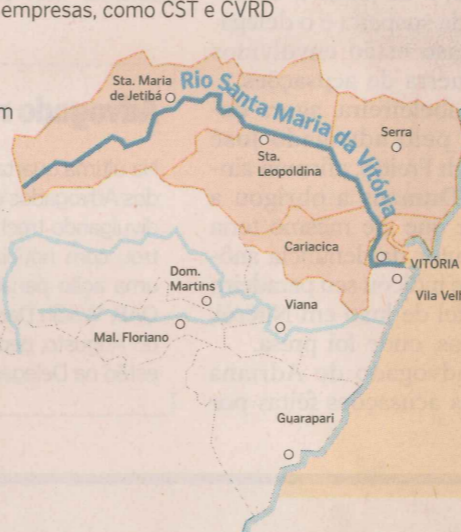 empresas, como CST e CVRD
Sta. Maria
de Jetibá
Rio Santa Maria da Vitória
Serra
Sta.
Leopoldina
Cariacica
VITÓRIA
Vila Vell
Dom.
Martins
Viana
Mal. Floriano
Guarapari